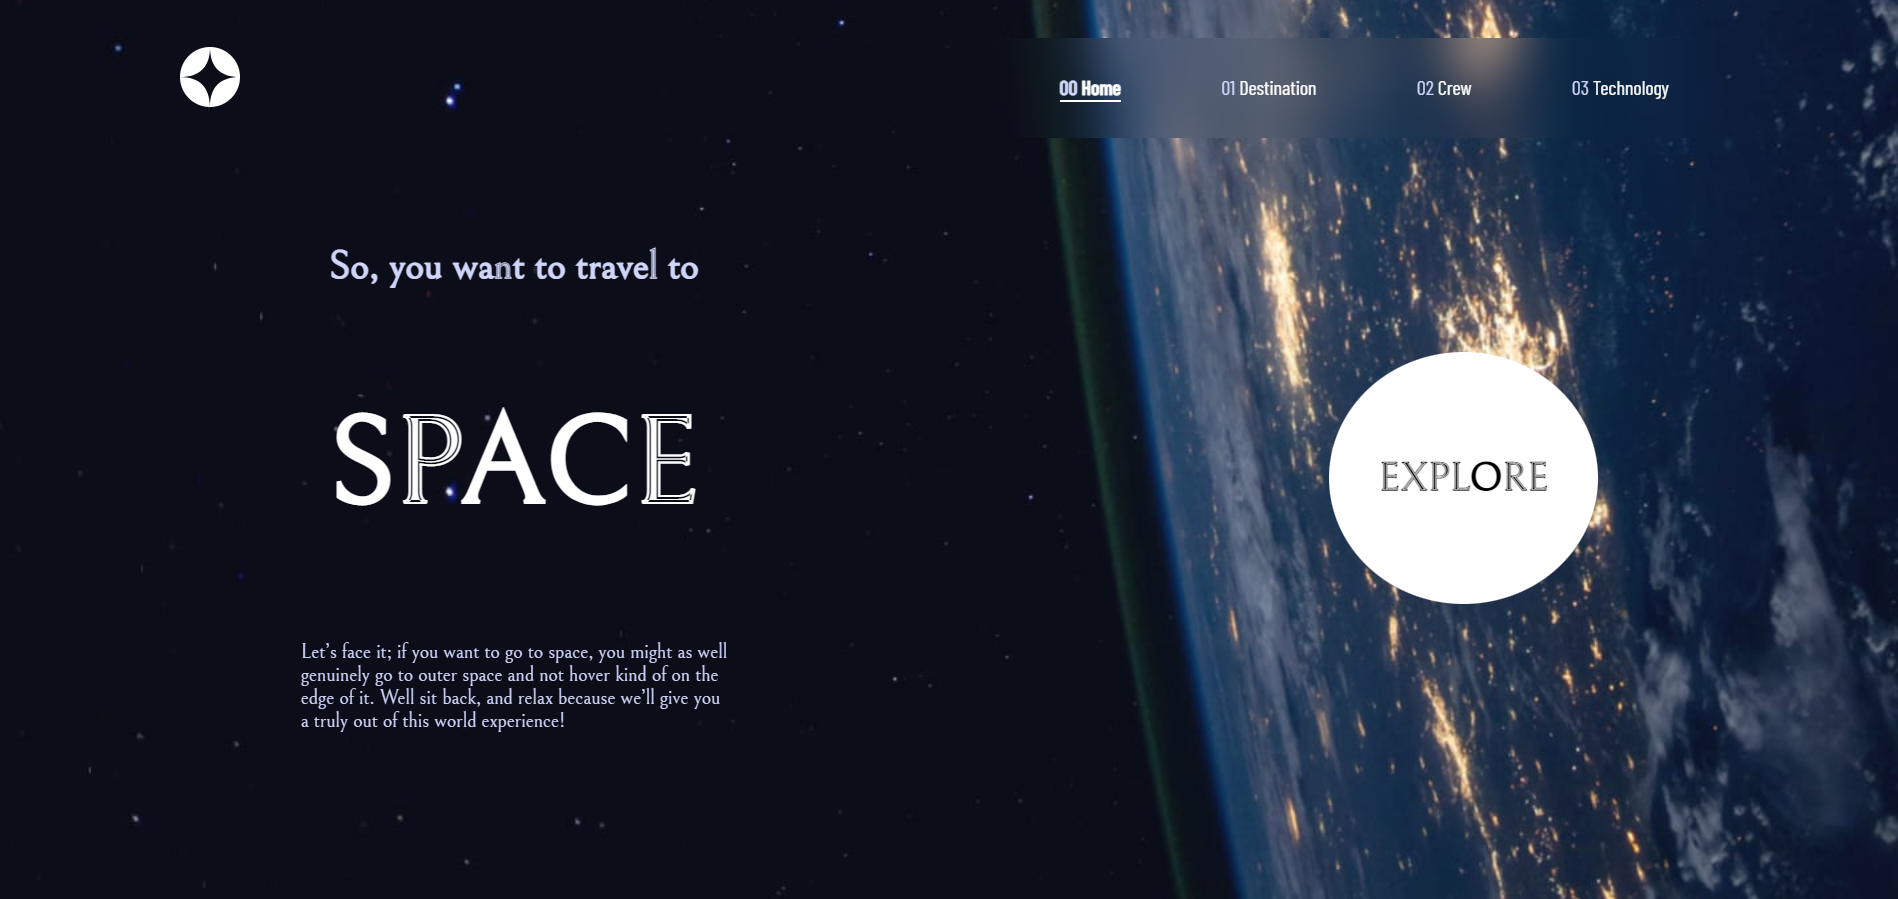 00 Home 01 Destination 02 Crew 03 Technology
So, you want to travel to
SPACE
EXPLORE
Let’s face it; if you want to go to space, you might as well
genuinely go to outer space and not hover kind of on the
edge of it. Well sit back, and relax because we’ll give you
a truly out of this world experience!